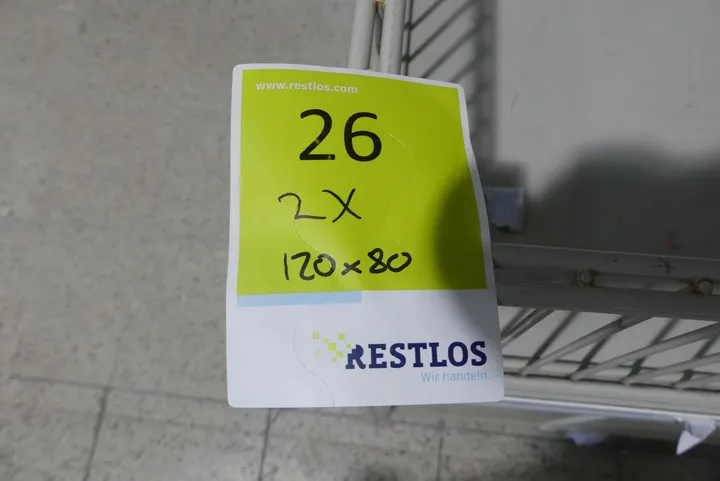 www.restlos.com
26
2X
120x80
RESTLOS
Wir handeln.